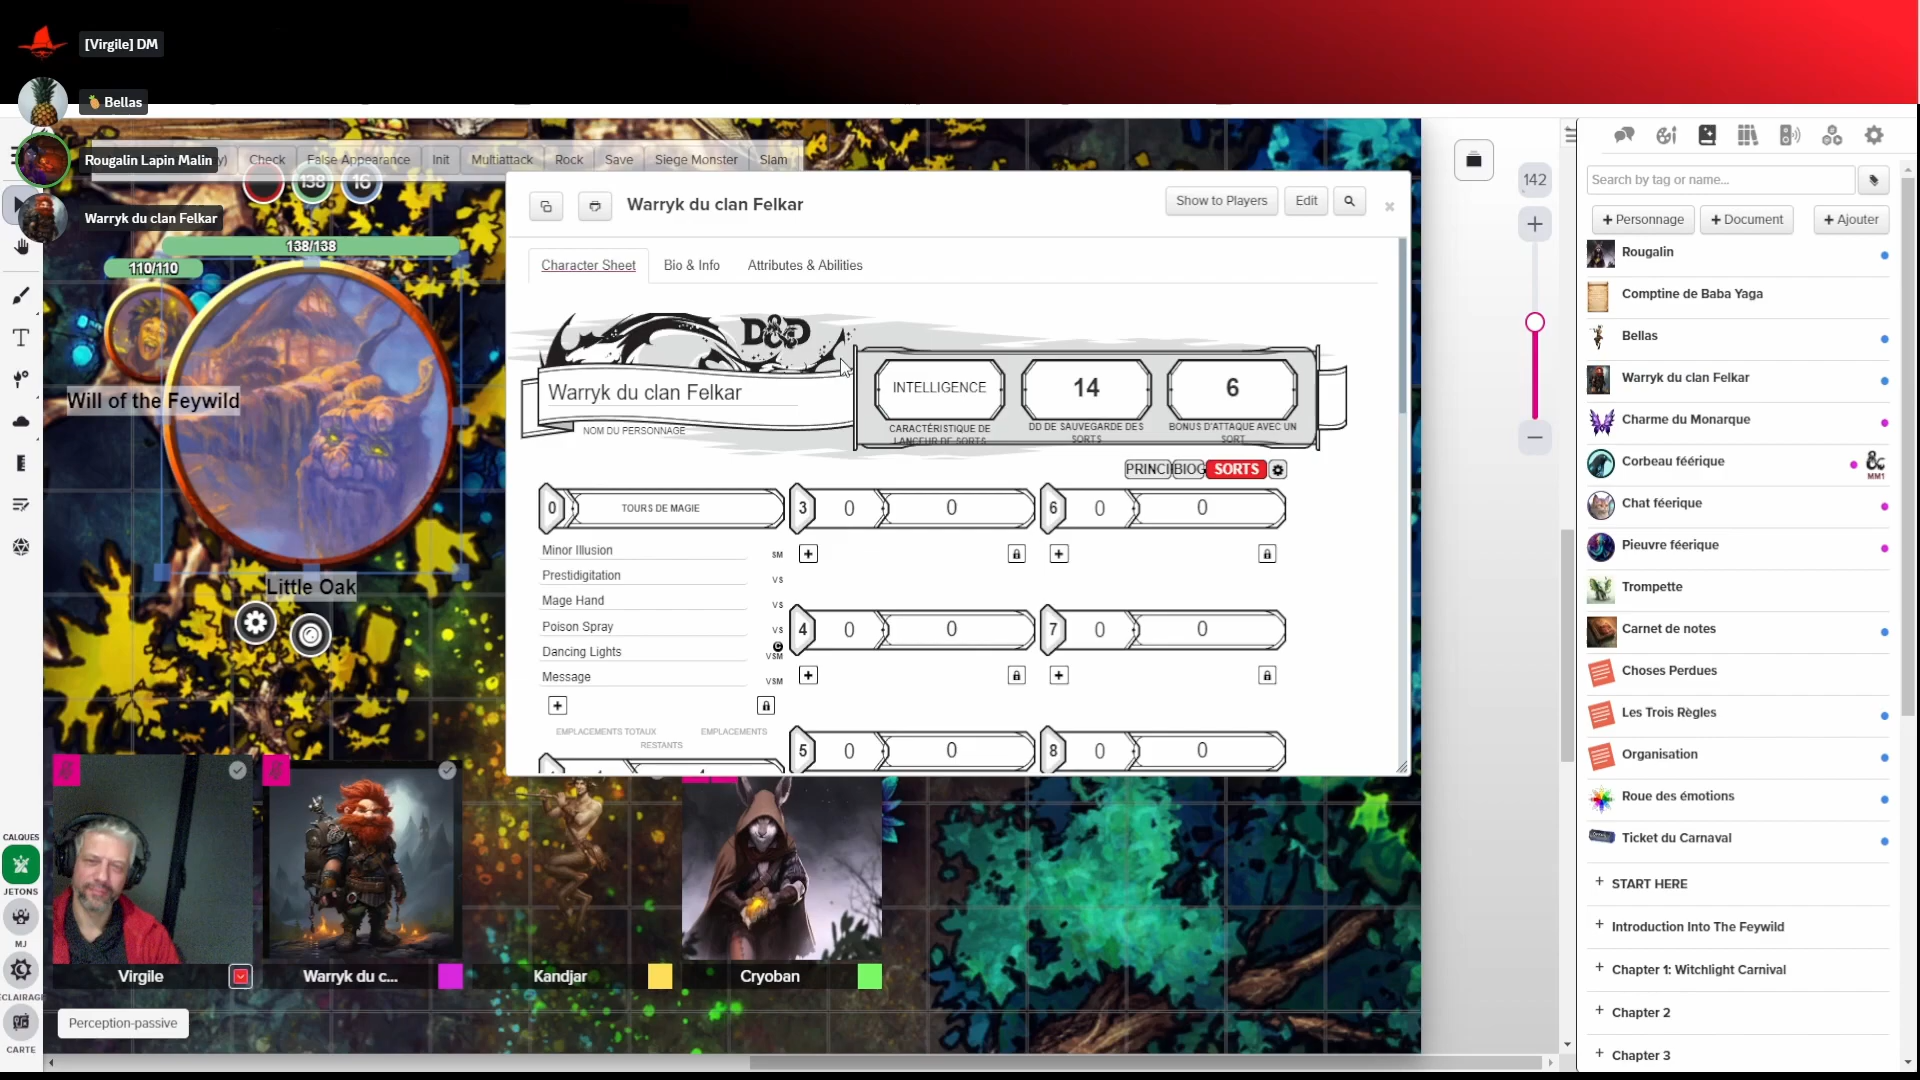 [Virgile] DM
🍍 Bellas
Rougalin Lapin Malin
Warryk du clan Felkar
Check
False Appearance
Init
Multiattack
Rock
Save
Siege Monster
Slam
138
16
138/138
110/110
Will of the Feywild
Little Oak
Warryk du clan Felkar
Show to Players
Edit
Character Sheet
Bio & Info
Attributes & Abilities
D&D
Warryk du clan Felkar
NOM DU PERSONNAGE
INTELLIGENCE
14
6
CARACTÉRISTIQUE DE
LANCEUR DE SORTS
DD DE SAUVEGARDE DES
SORTS
BONUS D'ATTAQUE AVEC UN
SORT
PRINCI
BIOG
SORTS
0
TOURS DE MAGIE
3
0
0
6
0
0
Minor Illusion
SM
Prestidigitation
VS
Mage Hand
VS
Poison Spray
VS
Dancing Lights
C
VSM
Message
VSM
4
0
0
7
0
0
EMPLACEMENTS TOTAUX
EMPLACEMENTS
RESTANTS
5
0
0
8
0
0
142
Search by tag or name...
+ Personnage
+ Document
+ Ajouter
Rougalin
Comptine de Baba Yaga
Bellas
Warryk du clan Felkar
Charme du Monarque
Corbeau féérique
&
MM1
Chat féerique
Pieuvre féerique
Trompette
Carnet de notes
Choses Perdues
Les Trois Règles
Organisation
Roue des émotions
Ticket du Carnaval
+ START HERE
+ Introduction Into The Feywild
+ Chapter 1: Witchlight Carnival
+ Chapter 2
+ Chapter 3
CALQUES
JETONS
MJ
ECLAIRAGE
CARTE
Virgile
Warryk du c...
Kandjar
Cryoban
Perception-passive